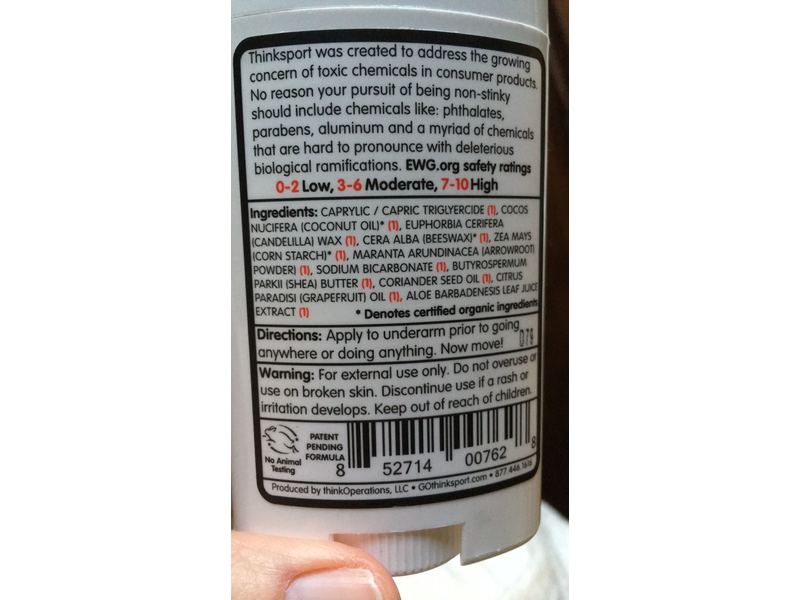 Thinksport was created to address the growing
concern of toxic chemicals in consumer products.
No reason your pursuit of being non-stinky
should include chemicals like: phthalates,
parabens, aluminum and a myriad of chemicals
that are hard to pronounce with deleterious
biological ramifications. EWG.org safety ratings
0-2 Low, 3-6 Moderate, 7-10 High
Ingredients: CAPRYLIC / CAPRIC TRIGLYERCIDE (1), COCOS
NUCIFERA (COCONUT OIL)* (1), EUPHORBIA CERIFERA
(CANDELILLA) WAX (1), CERA ALBA (BEESWAX)* (1), ZEA MAYS
(CORN STARCH)* (1), MARANTA ARUNDINACEA (ARROWROOT)
POWDER) (1), SODIUM BICARBONATE (1), BUTYROSPERMUM
PARKII (SHEA) BUTTER (1), CORIANDER SEED OIL (1), CITRUS
PARADISI (GRAPEFRUIT) OIL (1), ALOE BARBADENESIS LEAF JUICE
EXTRACT (1)
* Denotes certified organic ingredients
Directions: Apply to underarm prior to going
anywhere or doing anything. Now move!
079
Warning: For external use only. Do not overuse or
use on broken skin. Discontinue use if a rash or
irritation develops. Keep out of reach of children.
No Animal
Testing
PATENT
PENDING
FORMULA
8 52714 00762 8
Produced by thinkOperations, LLC • GOthinksport.com • 877.446.1616